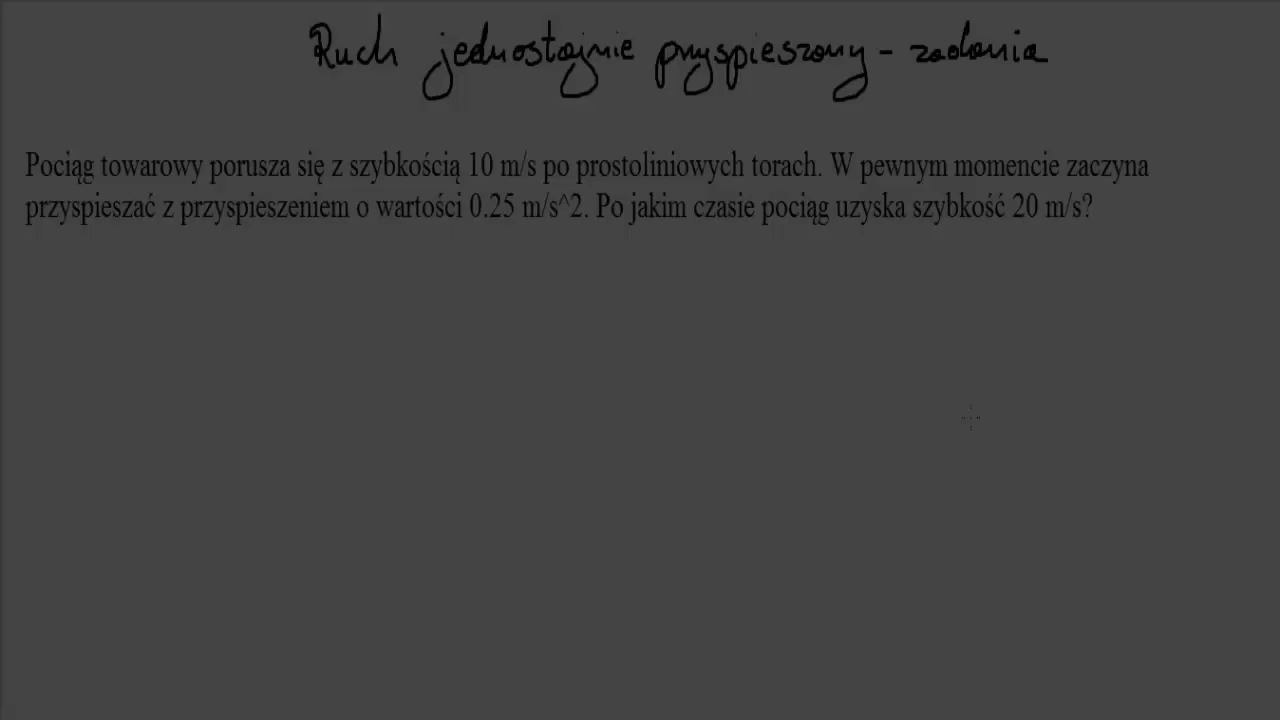 Ruch jednostajnie przyspieszony - zadania
Pociąg towarowy porusza się z szybkością 10 m/s po prostoliniowych torach. W pewnym momencie zaczyna
przyspieszać z przyspieszeniem o wartości 0.25 m/s^2. Po jakim czasie pociąg uzyska szybkość 20 m/s?